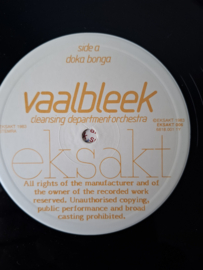 side a
doka bonga
vaalbleek
cleansing department orchestra
eksakt
All rights of the manufacturer and of
the owner of the recorded work
reserved. Unauthorised copying,
public performance and broad
casting prohibited.